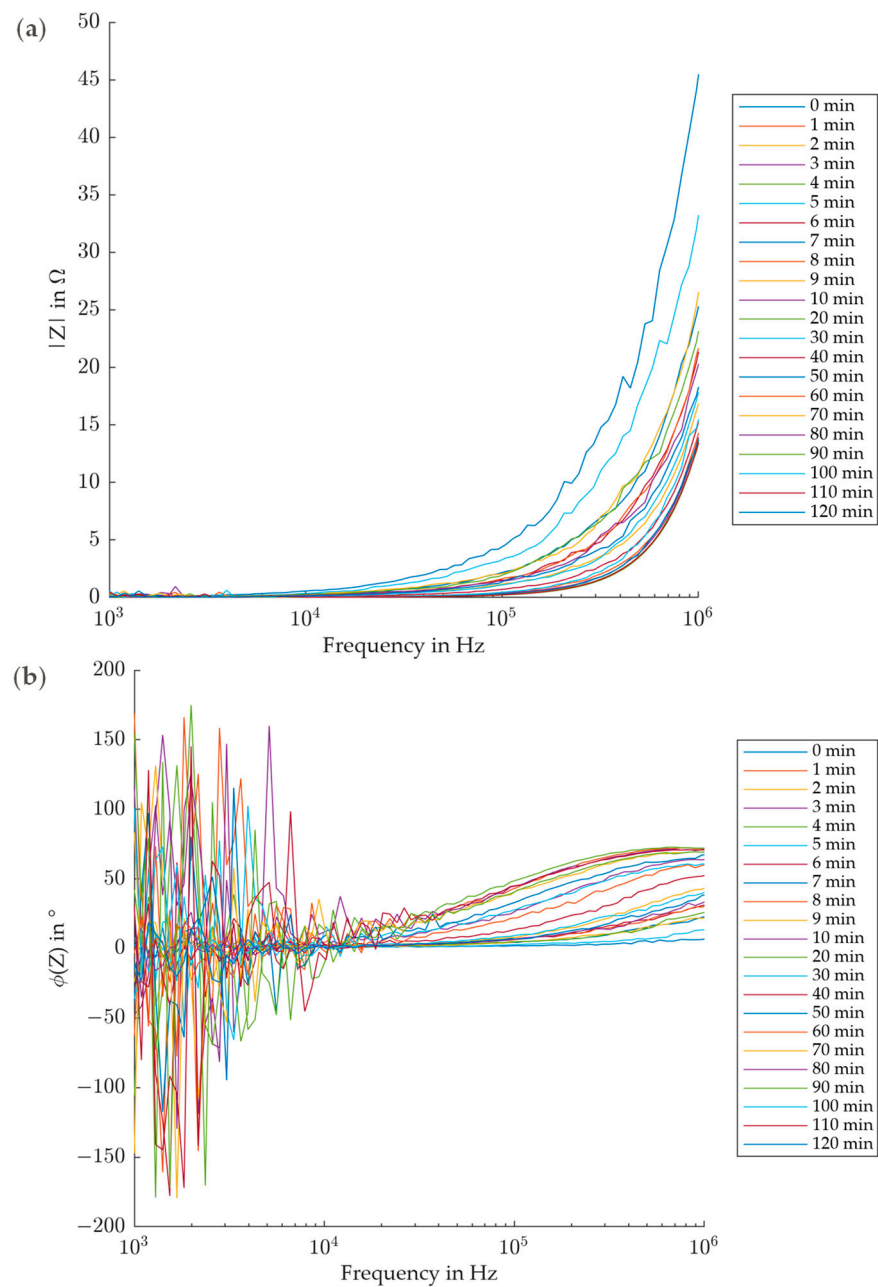 (a)
50
45
40
35
30
25
20
15
10
5
0
|Z| in Ω
10³ 10⁴ 10⁵ 10⁶
Frequency in Hz
0 min
1 min
2 min
3 min
4 min
5 min
6 min
7 min
8 min
9 min
10 min
20 min
30 min
40 min
50 min
60 min
70 min
80 min
90 min
100 min
110 min
120 min
(b)
200
150
100
50
0
−50
−100
−150
−200
ϕ(Z) in °
10³ 10⁴ 10⁵ 10⁶
Frequency in Hz
0 min
1 min
2 min
3 min
4 min
5 min
6 min
7 min
8 min
9 min
10 min
20 min
30 min
40 min
50 min
60 min
70 min
80 min
90 min
100 min
110 min
120 min